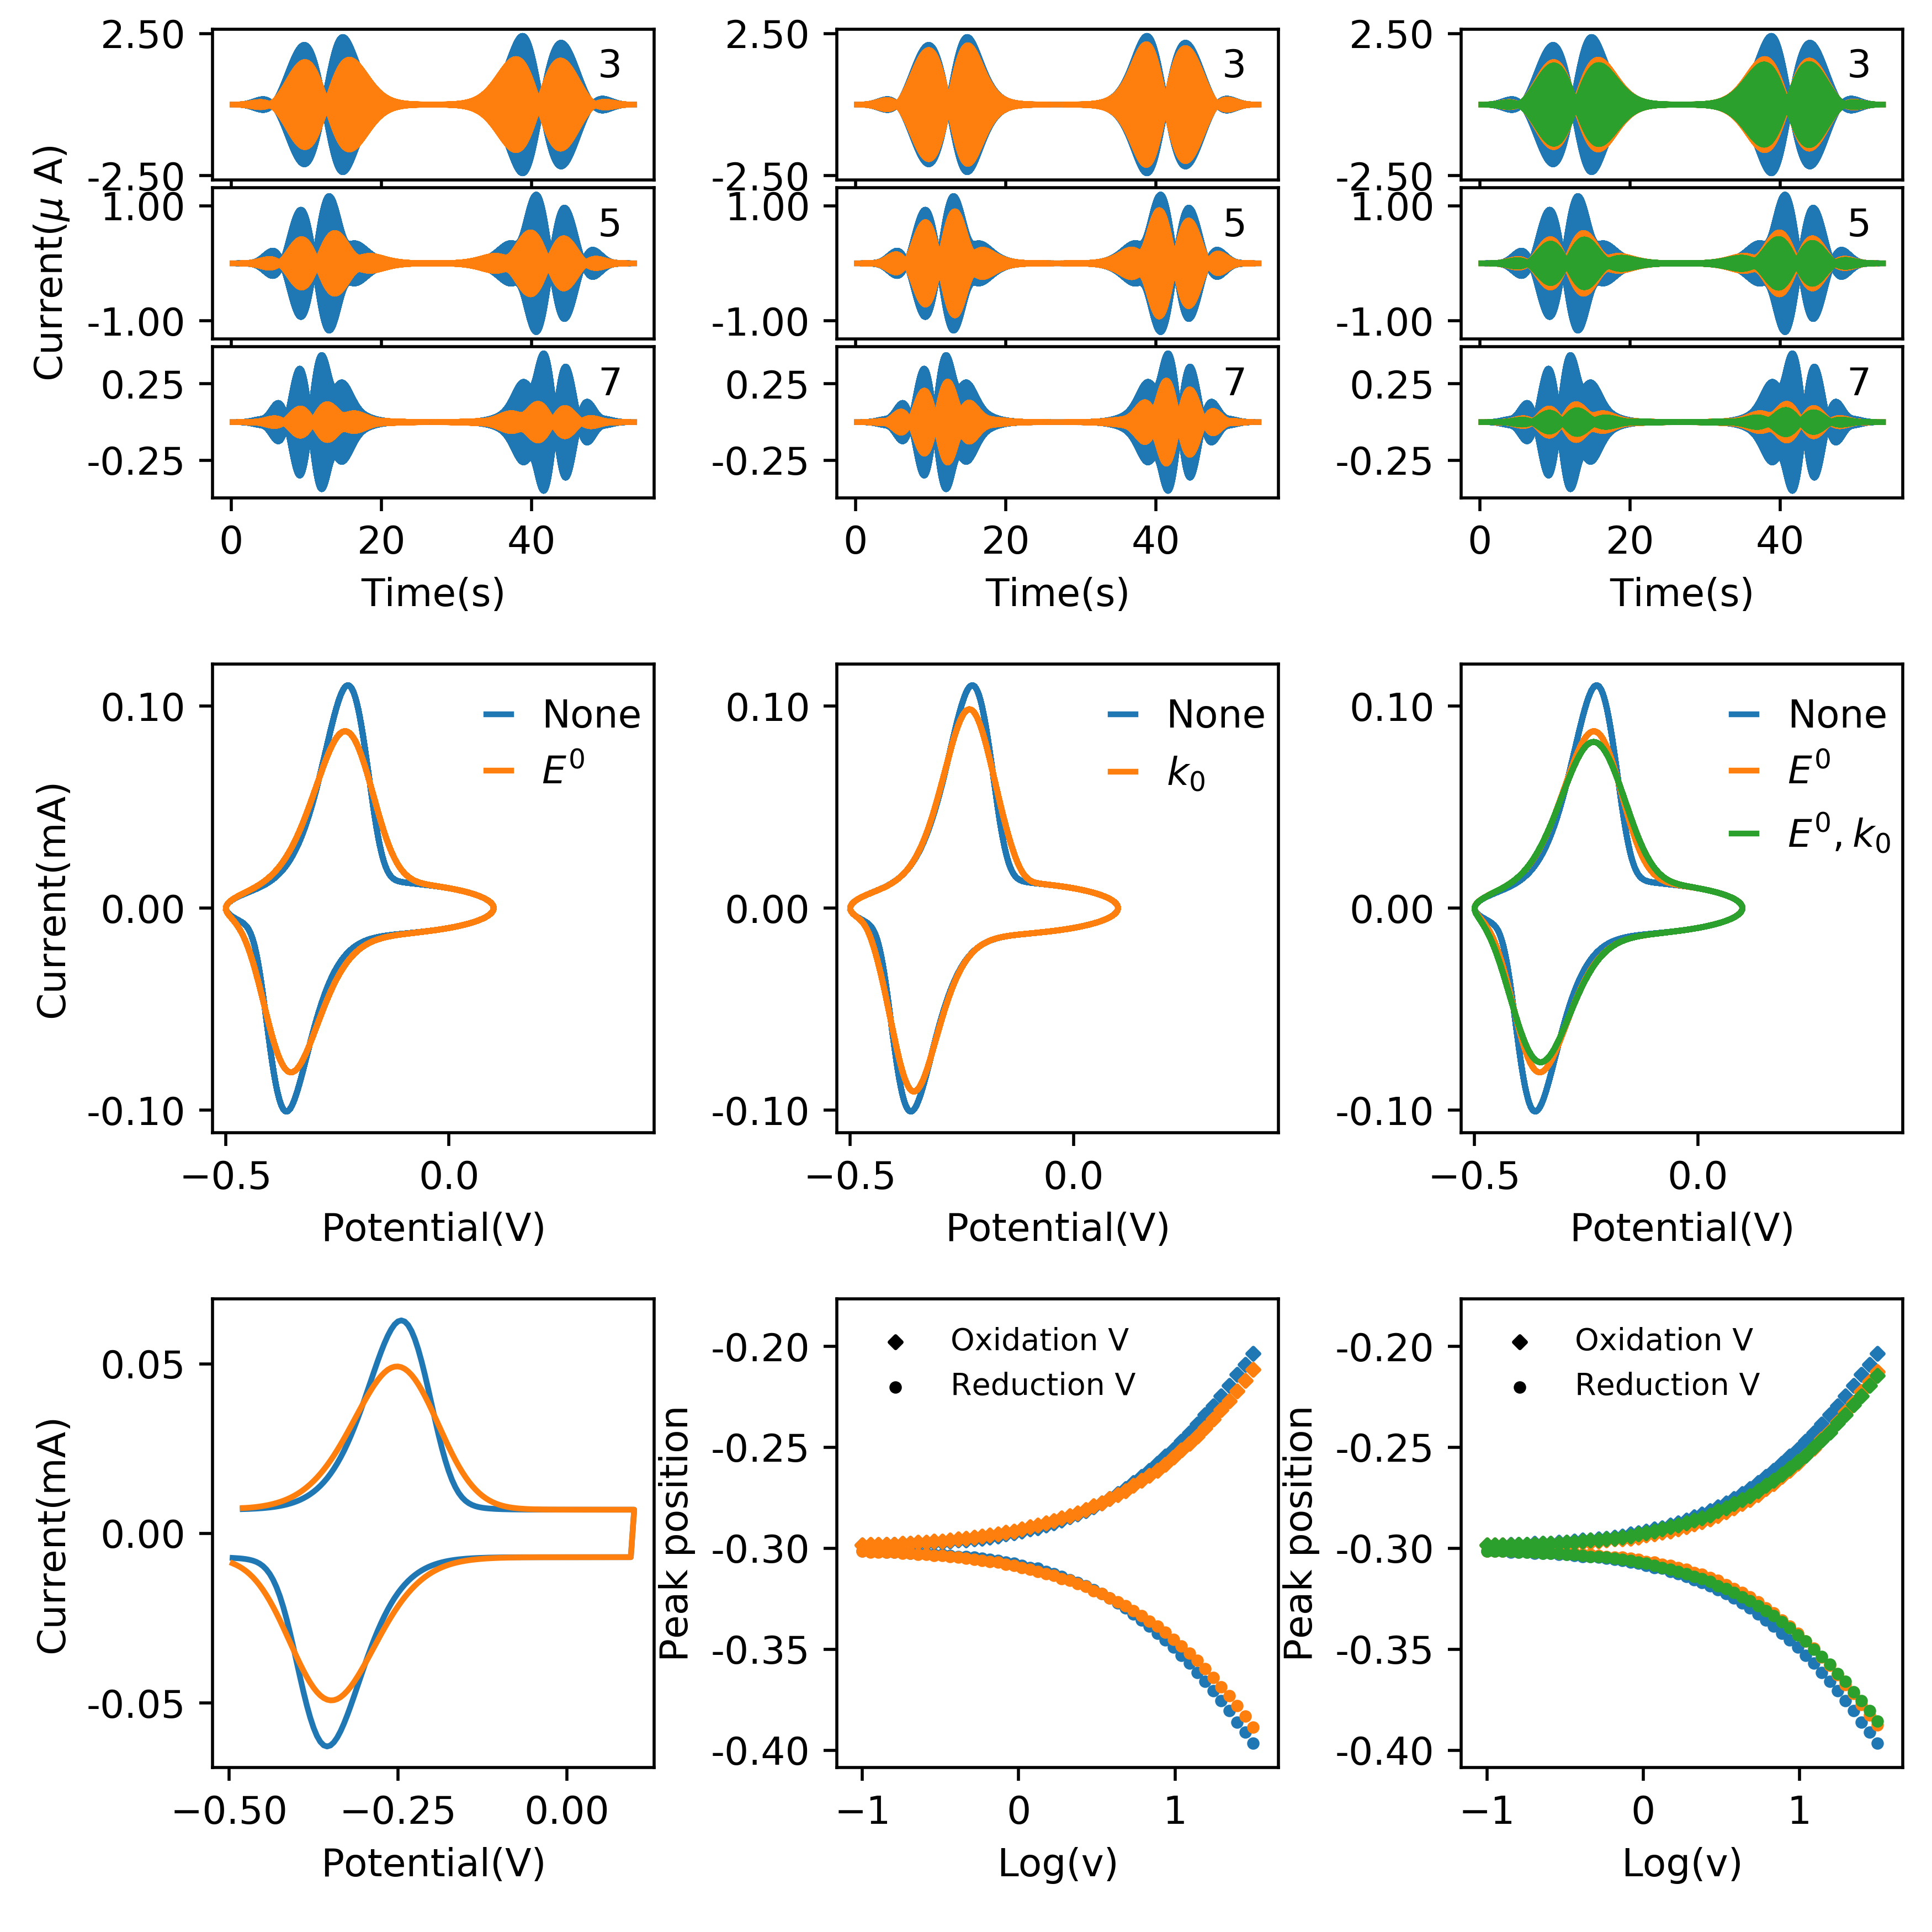 2.50
3
-2.50
1.00
5
-1.00
0.25
7
-0.25
0 20 40
Time(s)
Current(μ A)
2.50
3
-2.50
1.00
5
-1.00
0.25
7
-0.25
0 20 40
Time(s)
2.50
3
-2.50
1.00
5
-1.00
0.25
7
-0.25
0 20 40
Time(s)
0.10
0.00
-0.10
None
E⁰
−0.5 0.0
Potential(V)
Current(mA)
0.10
0.00
-0.10
None
k₀
−0.5 0.0
Potential(V)
0.10
0.00
-0.10
None
E⁰
E⁰, k₀
−0.5 0.0
Potential(V)
0.05
0.00
-0.05
−0.50 −0.25 0.00
Potential(V)
Current(mA)
-0.20
-0.25
-0.30
-0.35
-0.40
Oxidation V
Reduction V
−1 0 1
Log(v)
Peak position
-0.20
-0.25
-0.30
-0.35
-0.40
Oxidation V
Reduction V
−1 0 1
Log(v)
Peak position